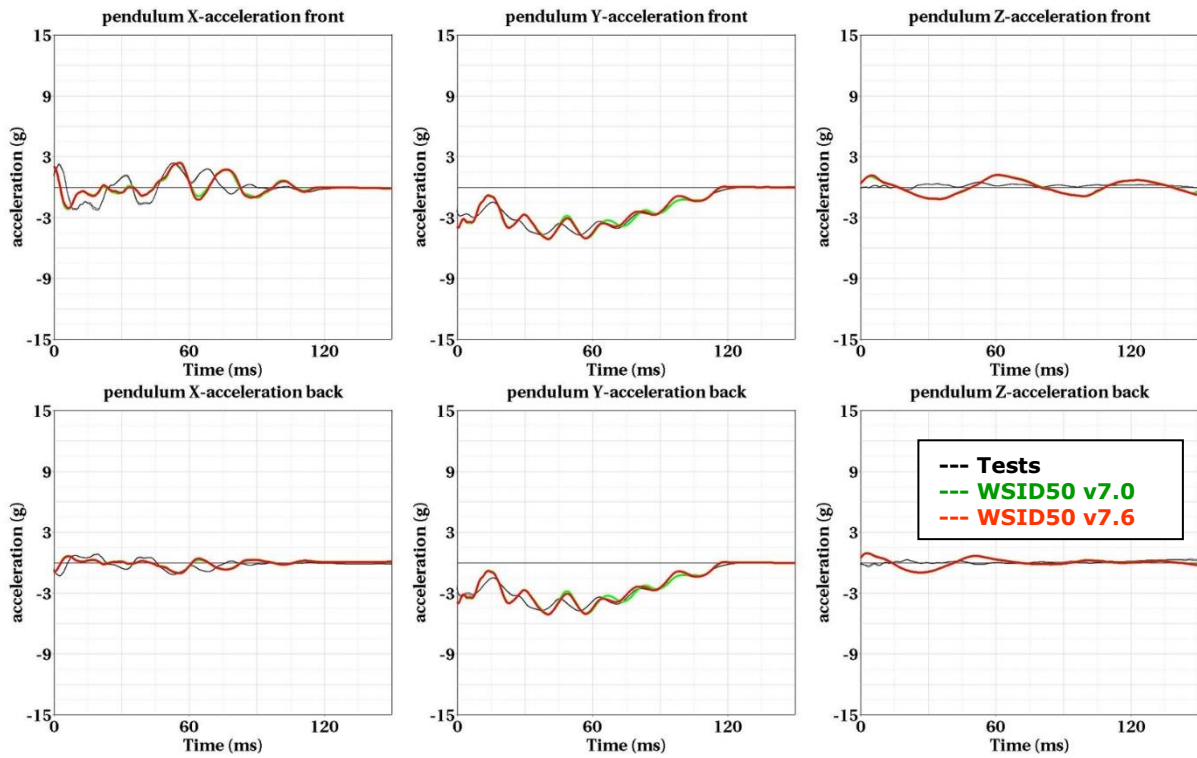 pendulum X-acceleration front
pendulum Y-acceleration front
pendulum Z-acceleration front
15
9
3
-3
-9
-15
acceleration (g)
0
60
120
Time (ms)
15
9
3
-3
-9
-15
acceleration (g)
0
60
120
Time (ms)
15
9
3
-3
-9
-15
acceleration (g)
0
60
120
Time (ms)
pendulum X-acceleration back
pendulum Y-acceleration back
pendulum Z-acceleration back
15
9
3
-3
-9
-15
acceleration (g)
0
60
120
Time (ms)
15
9
3
-3
-9
-15
acceleration (g)
0
60
120
Time (ms)
15
9
3
-3
-9
-15
acceleration (g)
0
60
120
Time (ms)
--- Tests
--- WSID50 v7.0
--- WSID50 v7.6